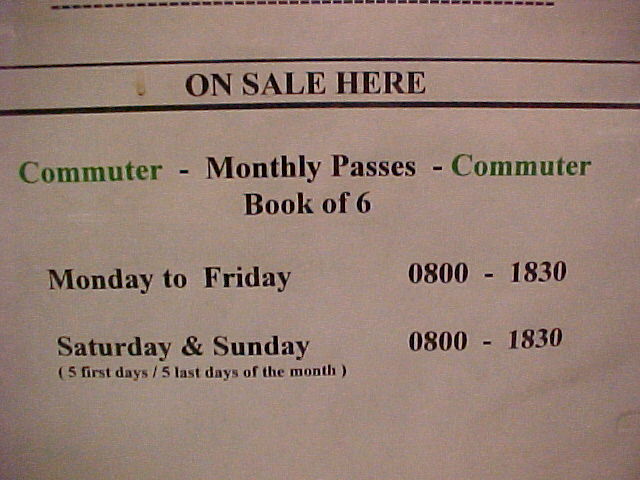 ON SALE HERE
Commuter - Monthly Passes - Commuter
Book of 6
Monday to Friday 0800 - 1830
Saturday & Sunday 0800 - 1830
( 5 first days / 5 last days of the month )